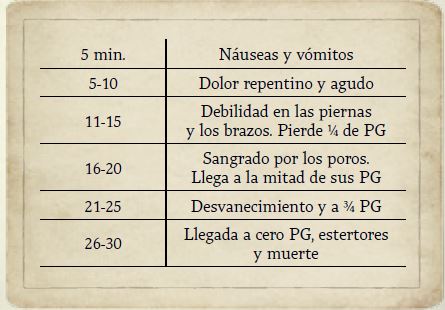 5 min. Náuseas y vómitos
5-10 Dolor repentino y agudo
11-15 Debilidad en las piernas
y los brazos. Pierde ¼ de PG
16-20 Sangrado por los poros.
Llega a la mitad de sus PG
21-25 Desvanecimiento y a ¾ PG
26-30 Llegada a cero PG, estertores
y muerte